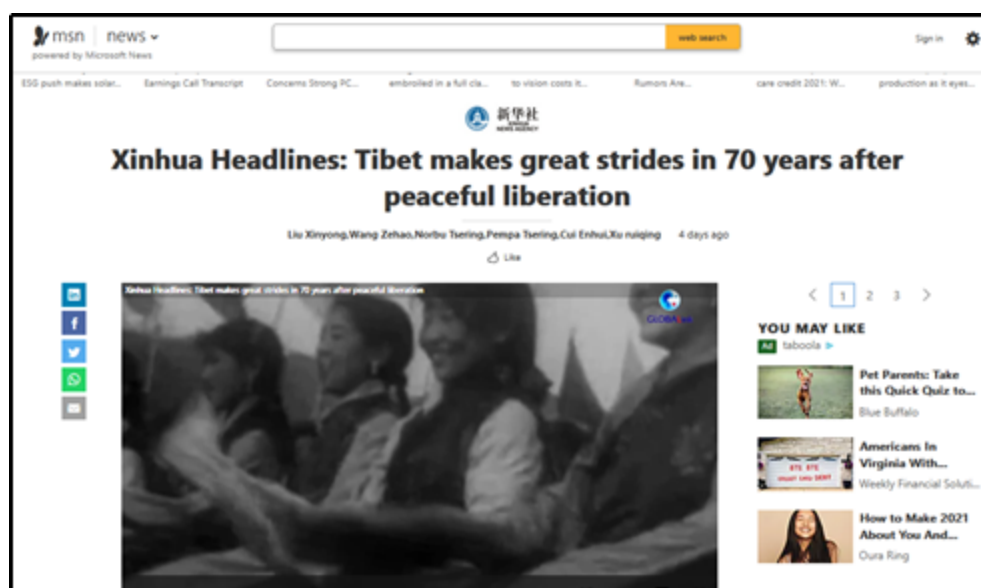 msn news
powered by Microsoft News
web search
Sign in
ESG push makes solar...
Earnings Call Transcript
Concerns Strong PC...
embroiled in a full cla...
to vision costs it...
Rumors Are...
care credit 2021: W...
production as it eyes...
新华社
XINHUA
NEWS AGENCY
Xinhua Headlines: Tibet makes great strides in 70 years after
peaceful liberation
Liu Xinyong,Wang Zehao,Norbu Tsering,Pempa Tsering,Cui Enhui,Xu ruiqing 4 days ago
Like
Xinhua Headlines: Tibet makes great strides in 70 years after peaceful liberation
in
f
1 2 3
YOU MAY LIKE
Ad taboola
Pet Parents: Take
this Quick Quiz to...
Blue Buffalo
Americans In
Virginia With...
Weekly Financial Soluti...
How to Make 2021
About You And...
Oura Ring